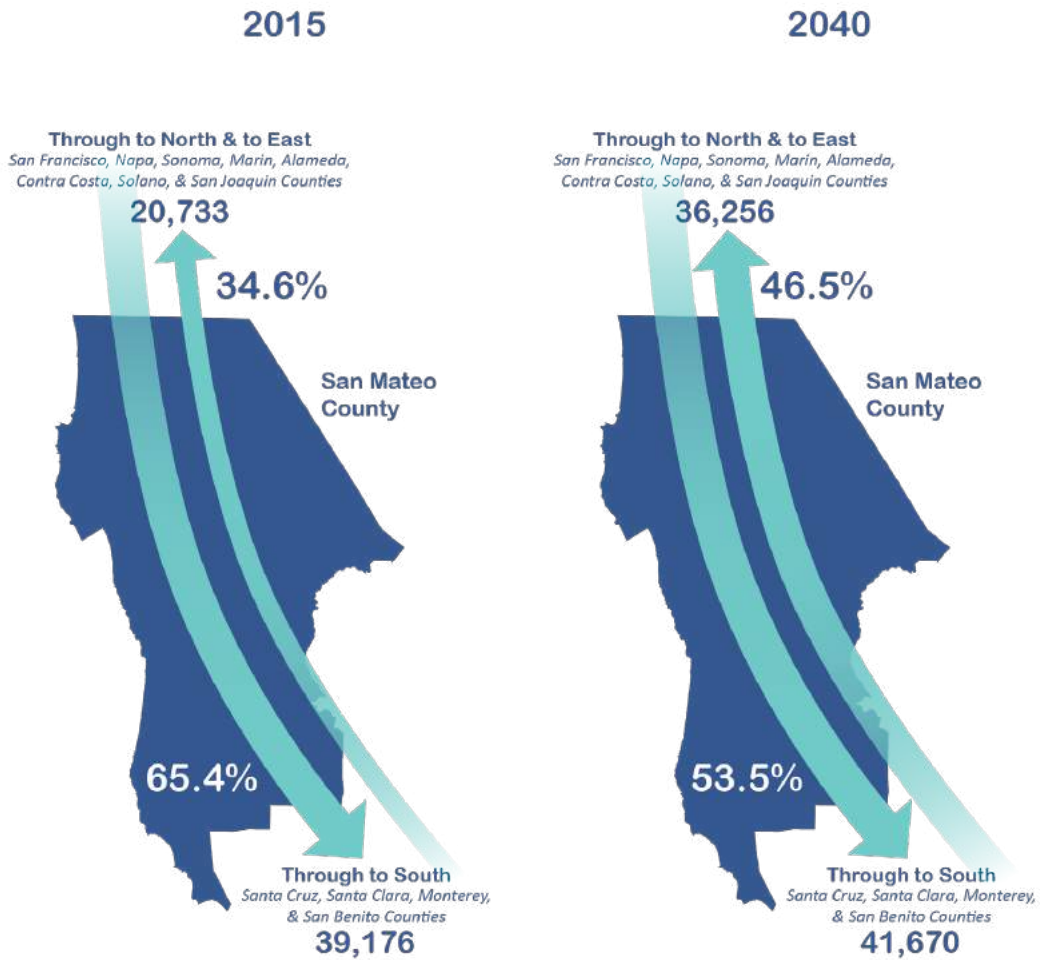 2015
Through to North & to East
San Francisco, Napa, Sonoma, Marin, Alameda,
Contra Costa, Solano, & San Joaquin Counties
20,733
34.6%
San Mateo
County
65.4%
Through to South
Santa Cruz, Santa Clara, Monterey,
& San Benito Counties
39,176
2040
Through to North & to East
San Francisco, Napa, Sonoma, Marin, Alameda,
Contra Costa, Solano, & San Joaquin Counties
36,256
46.5%
San Mateo
County
53.5%
Through to South
Santa Cruz, Santa Clara, Monterey,
& San Benito Counties
41,670